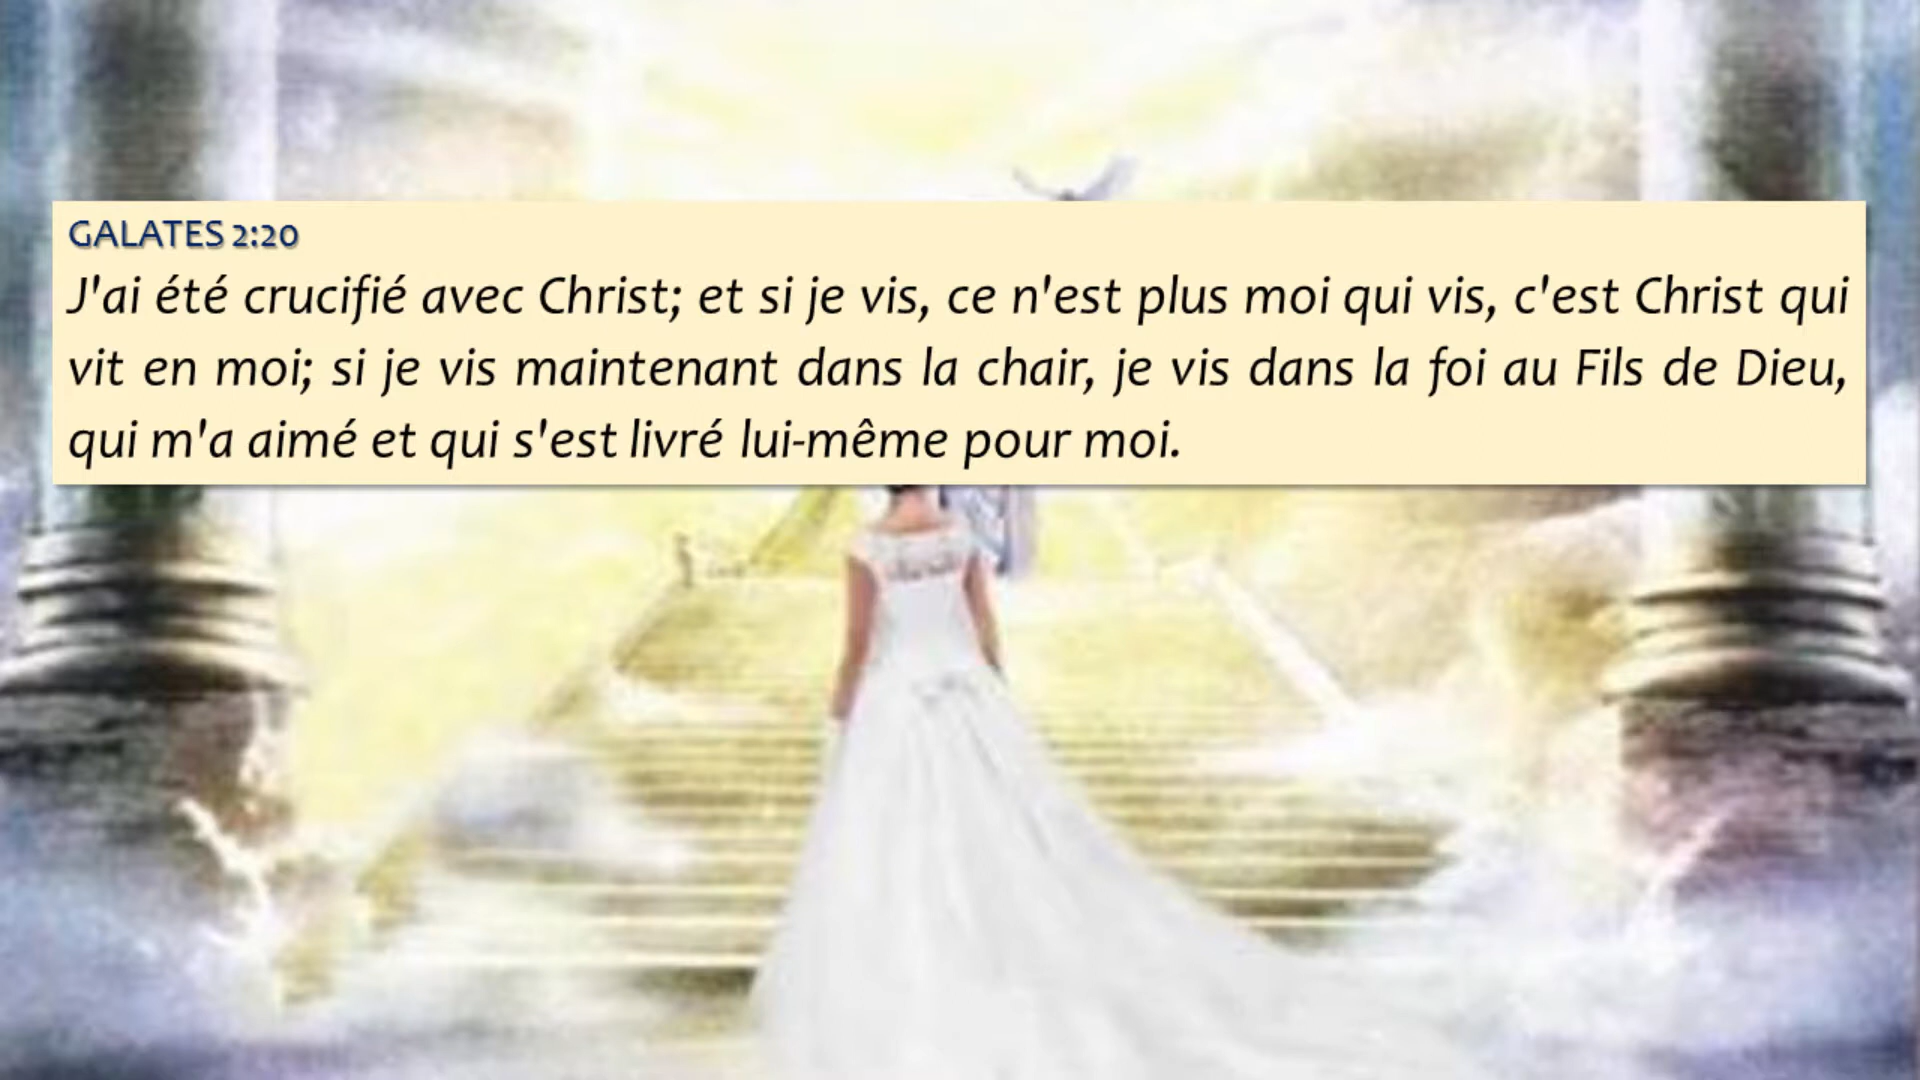 GALATES 2:20
J'ai été crucifié avec Christ; et si je vis, ce n'est plus moi qui vis, c'est Christ qui
vit en moi; si je vis maintenant dans la chair, je vis dans la foi au Fils de Dieu,
qui m'a aimé et qui s'est livré lui-même pour moi.